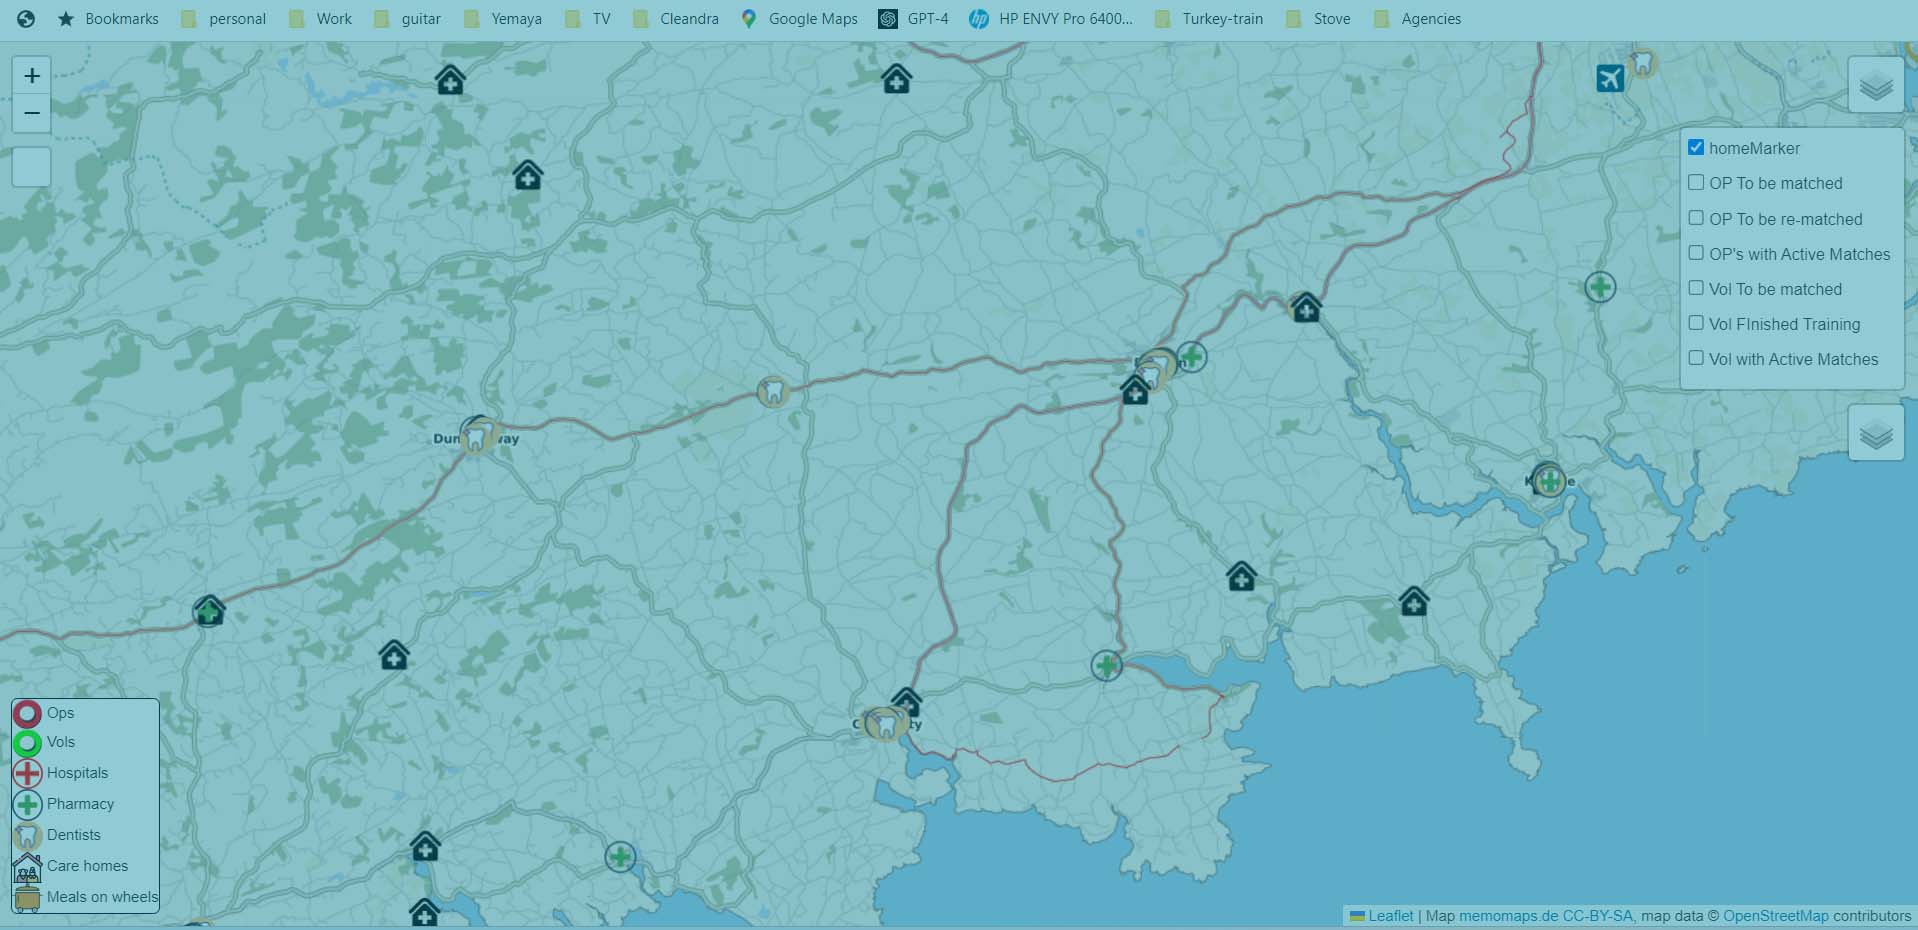 Bookmarks personal Work guitar Yemaya TV Cleandra Google Maps GPT-4 HP ENVY Pro 6400... Turkey-train Stove Agencies
+
−
homeMarker
OP To be matched
OP To be re-matched
OP's with Active Matches
Vol To be matched
Vol FInished Training
Vol with Active Matches
Ops
Vols
Hospitals
Pharmacy
Dentists
Care homes
Meals on wheels
Leaflet | Map memomaps.de CC-BY-SA, map data © OpenStreetMap contributors